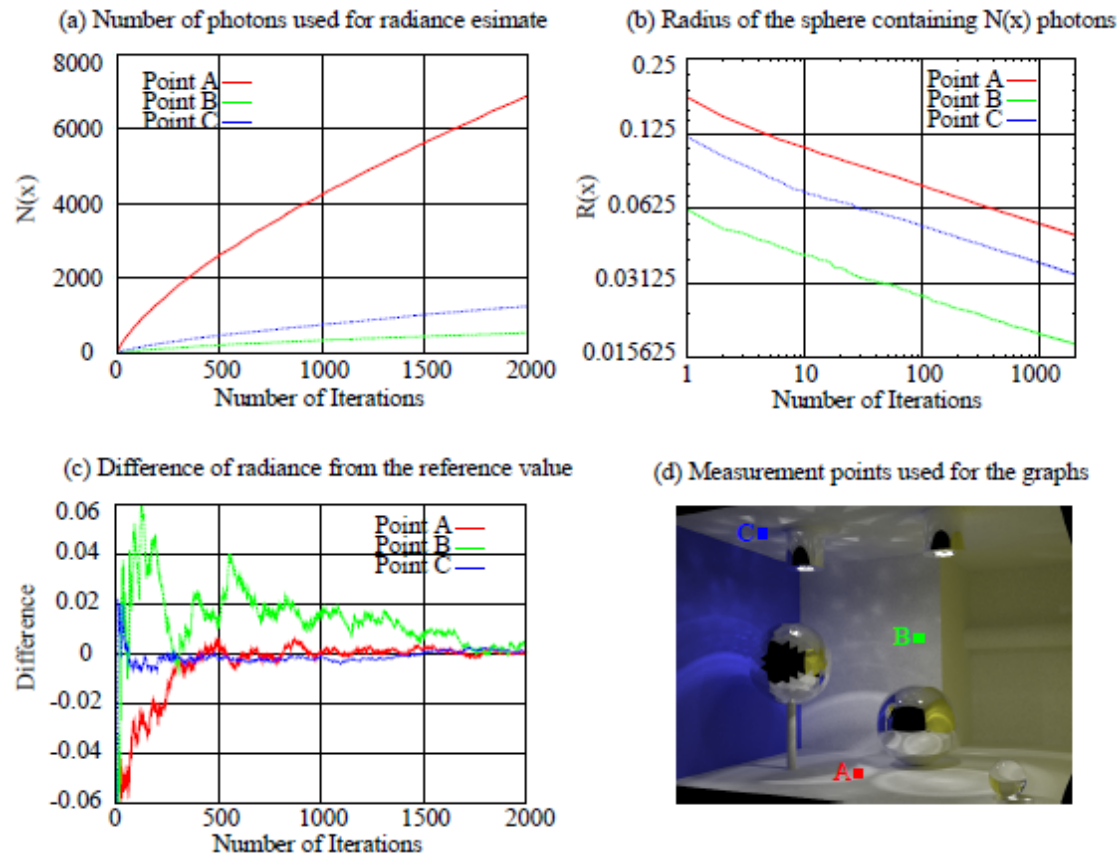 (a) Number of photons used for radiance esimate
8000
6000
4000
2000
0
N(x)
Point A
Point B
Point C
0 500 1000 1500 2000
Number of Iterations
(b) Radius of the sphere containing N(x) photons
0.25
0.125
0.0625
0.03125
0.015625
R(x)
Point A
Point B
Point C
1 10 100 1000
Number of Iterations
(c) Difference of radiance from the reference value
0.06
0.04
0.02
0
-0.02
-0.04
-0.06
Difference
Point A
Point B
Point C
0 500 1000 1500 2000
Number of Iterations
(d) Measurement points used for the graphs
C
B
A